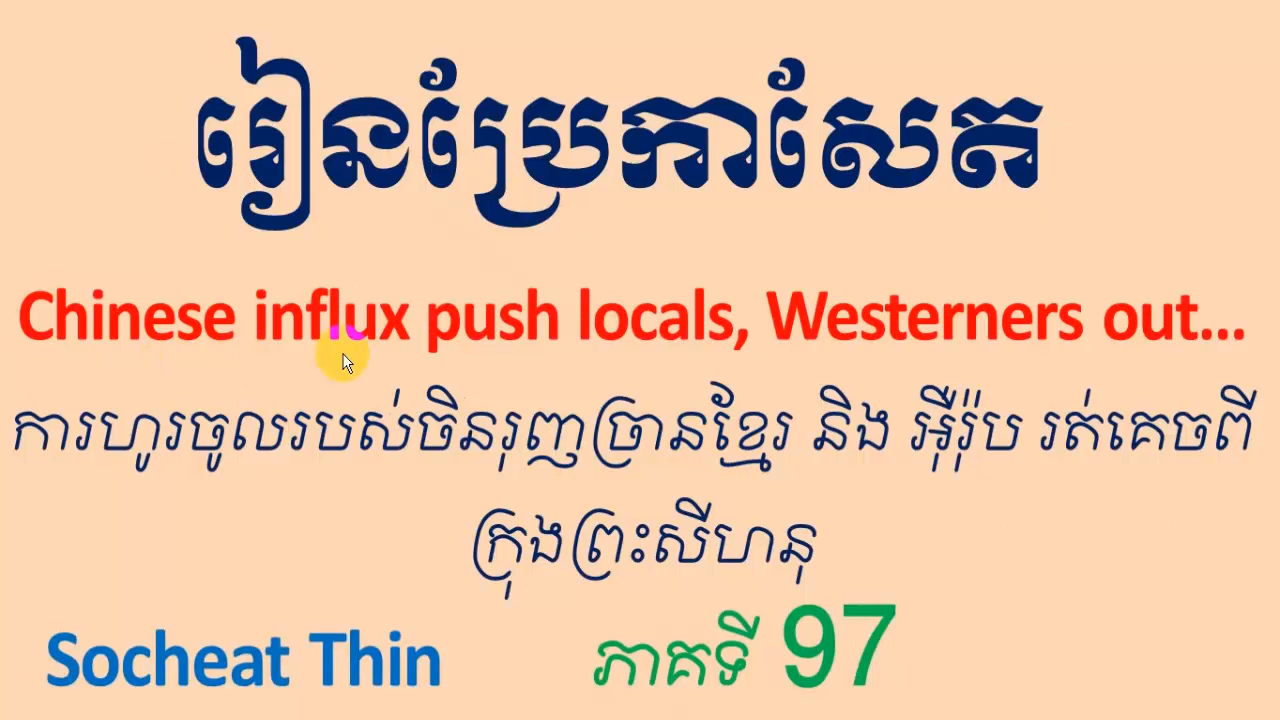 រៀនប្រែកាសែត
Chinese influx push locals, Westerners out...
ការហូរចូលរបស់ចិនរុញច្រានខ្មែរ និង អ៊ឺរ៉ុប រត់គេចពី
ក្រុងព្រះសីហនុ
Socheat Thin ភាគទី 97